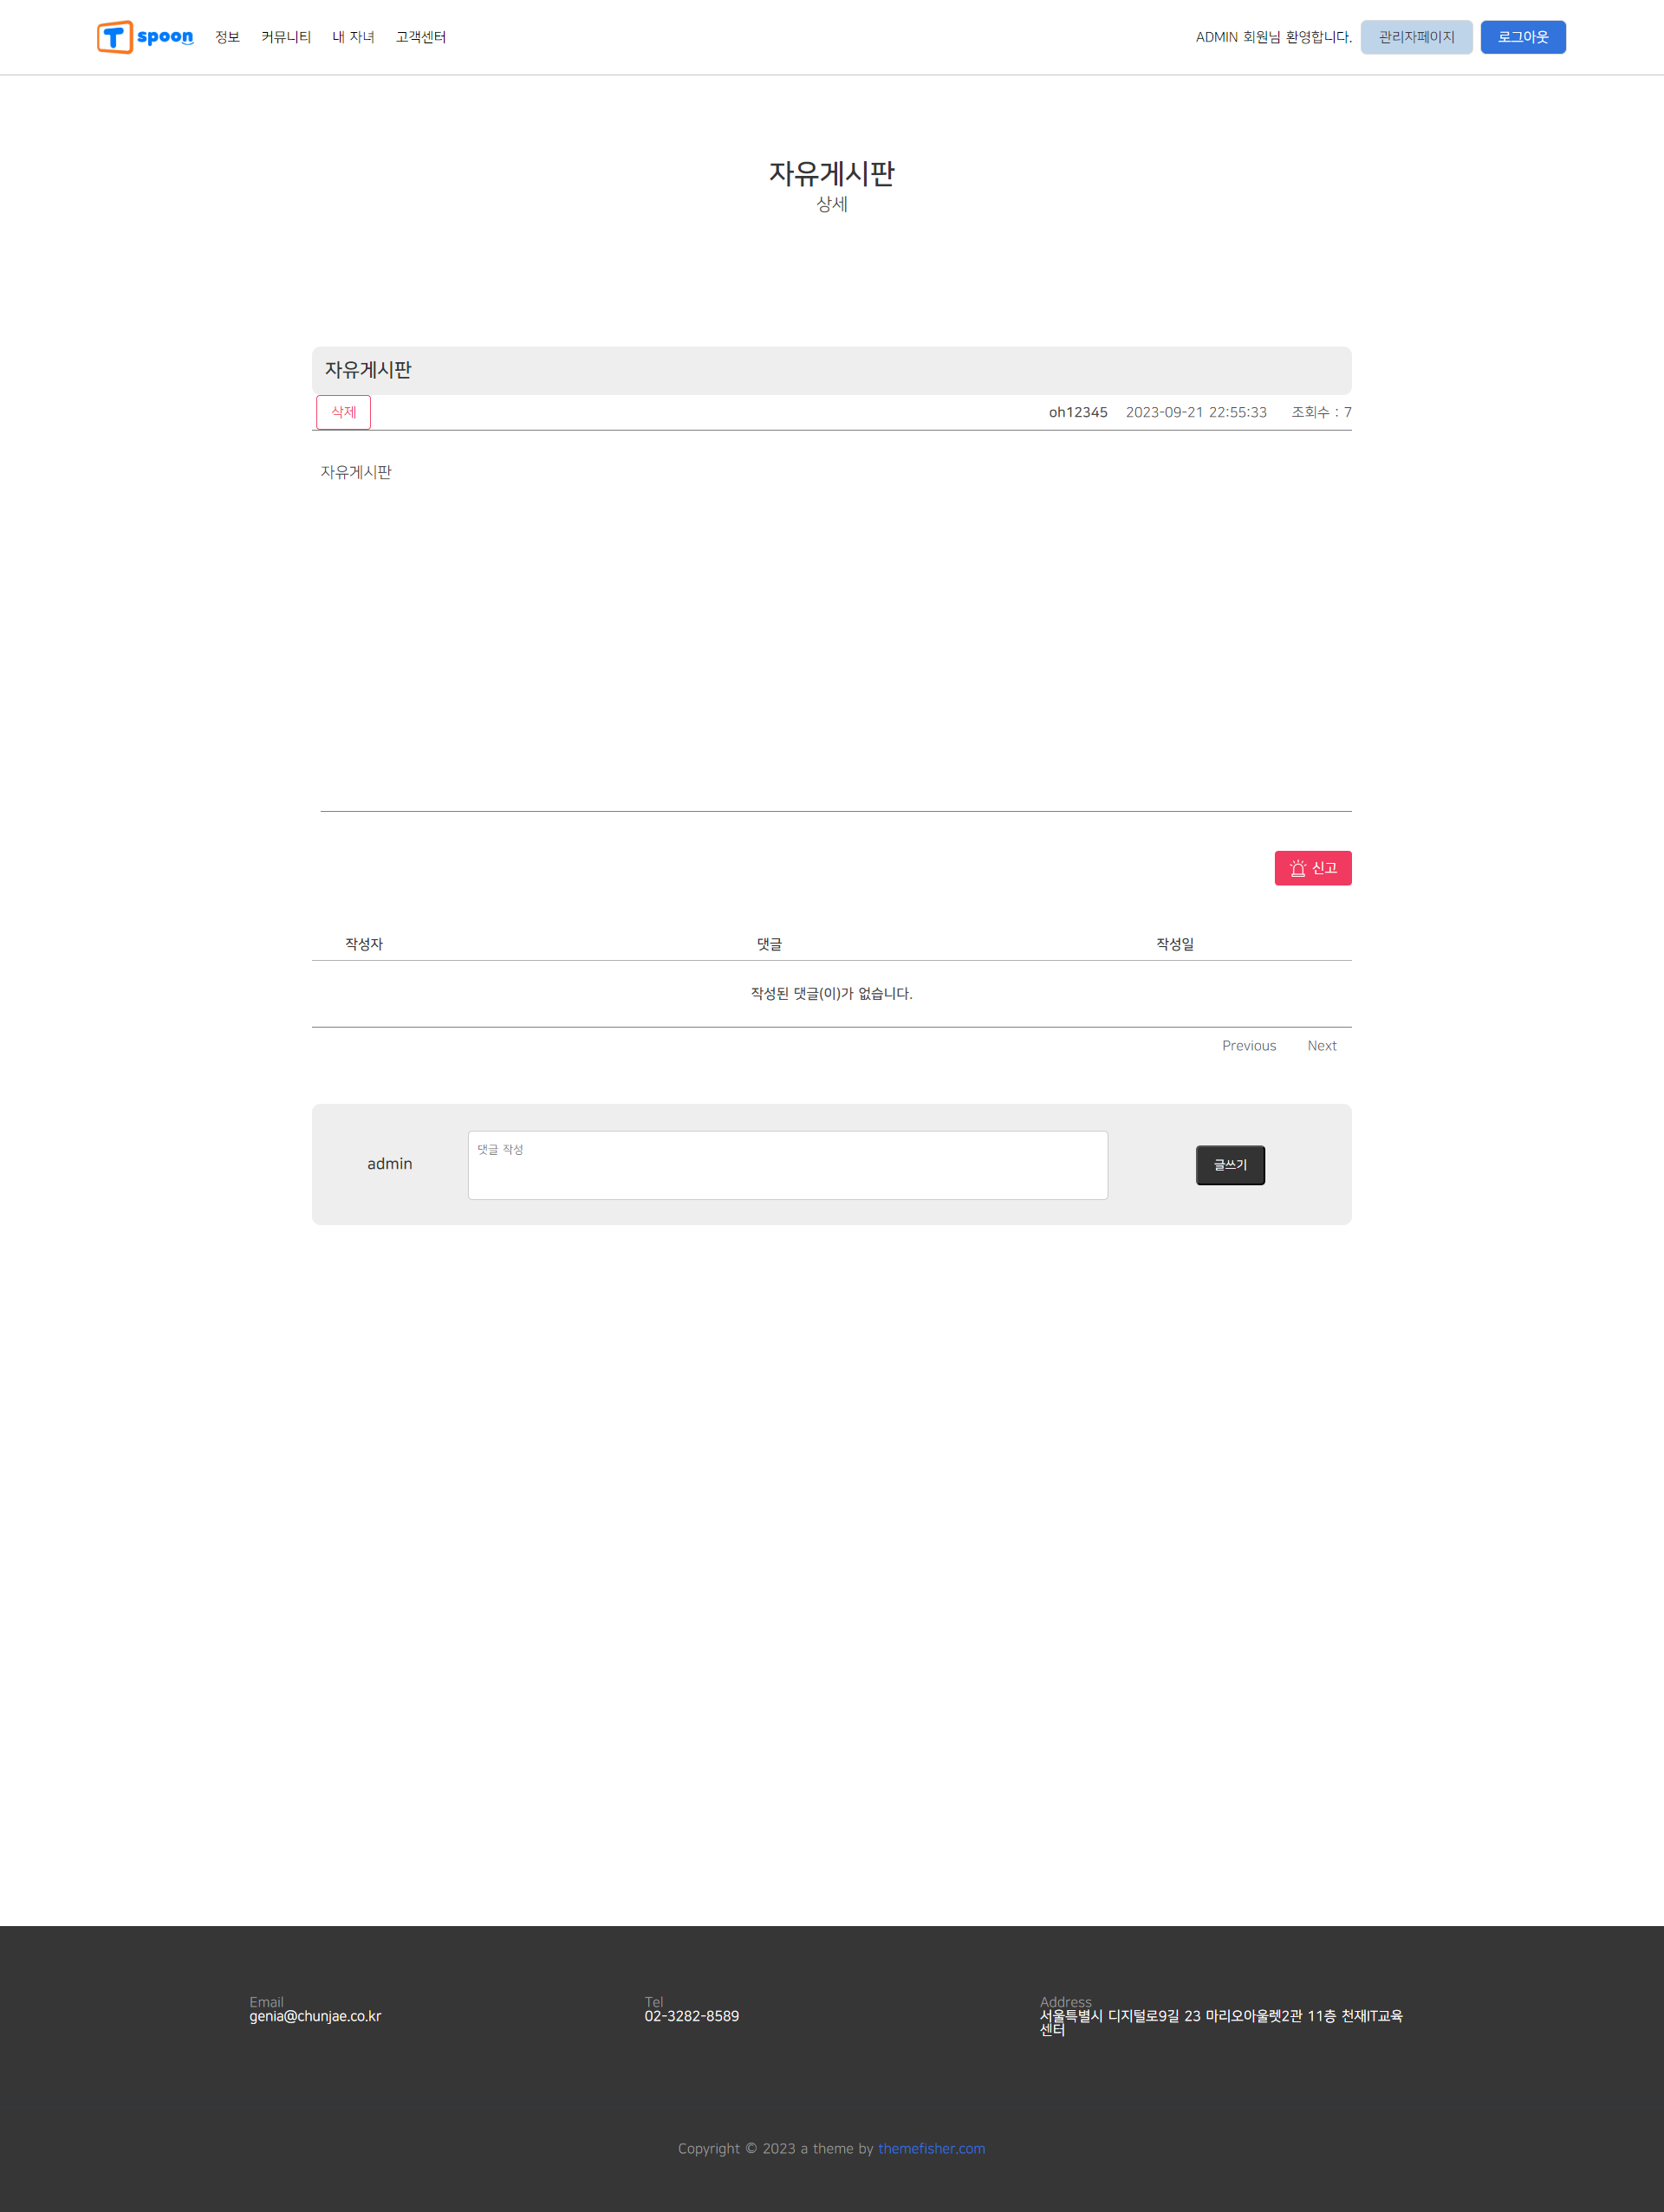 T spoon 정보 커뮤니티 내 자녀 고객센터 ADMIN 회원님 환영합니다. 관리자페이지 로그아웃
자유게시판
상세
자유게시판
삭제 oh12345 2023-09-21 22:55:33 조회수 : 7
자유게시판
신고
작성자 댓글 작성일
작성된 댓글(이)가 없습니다.
Previous Next
admin 댓글 작성 글쓰기
Email
genia@chunjae.co.kr
Tel
02-3282-8589
Address
서울특별시 디지털로9길 23 마리오아울렛2관 11층 천재IT교육
센터
Copyright © 2023 a theme by themefisher.com